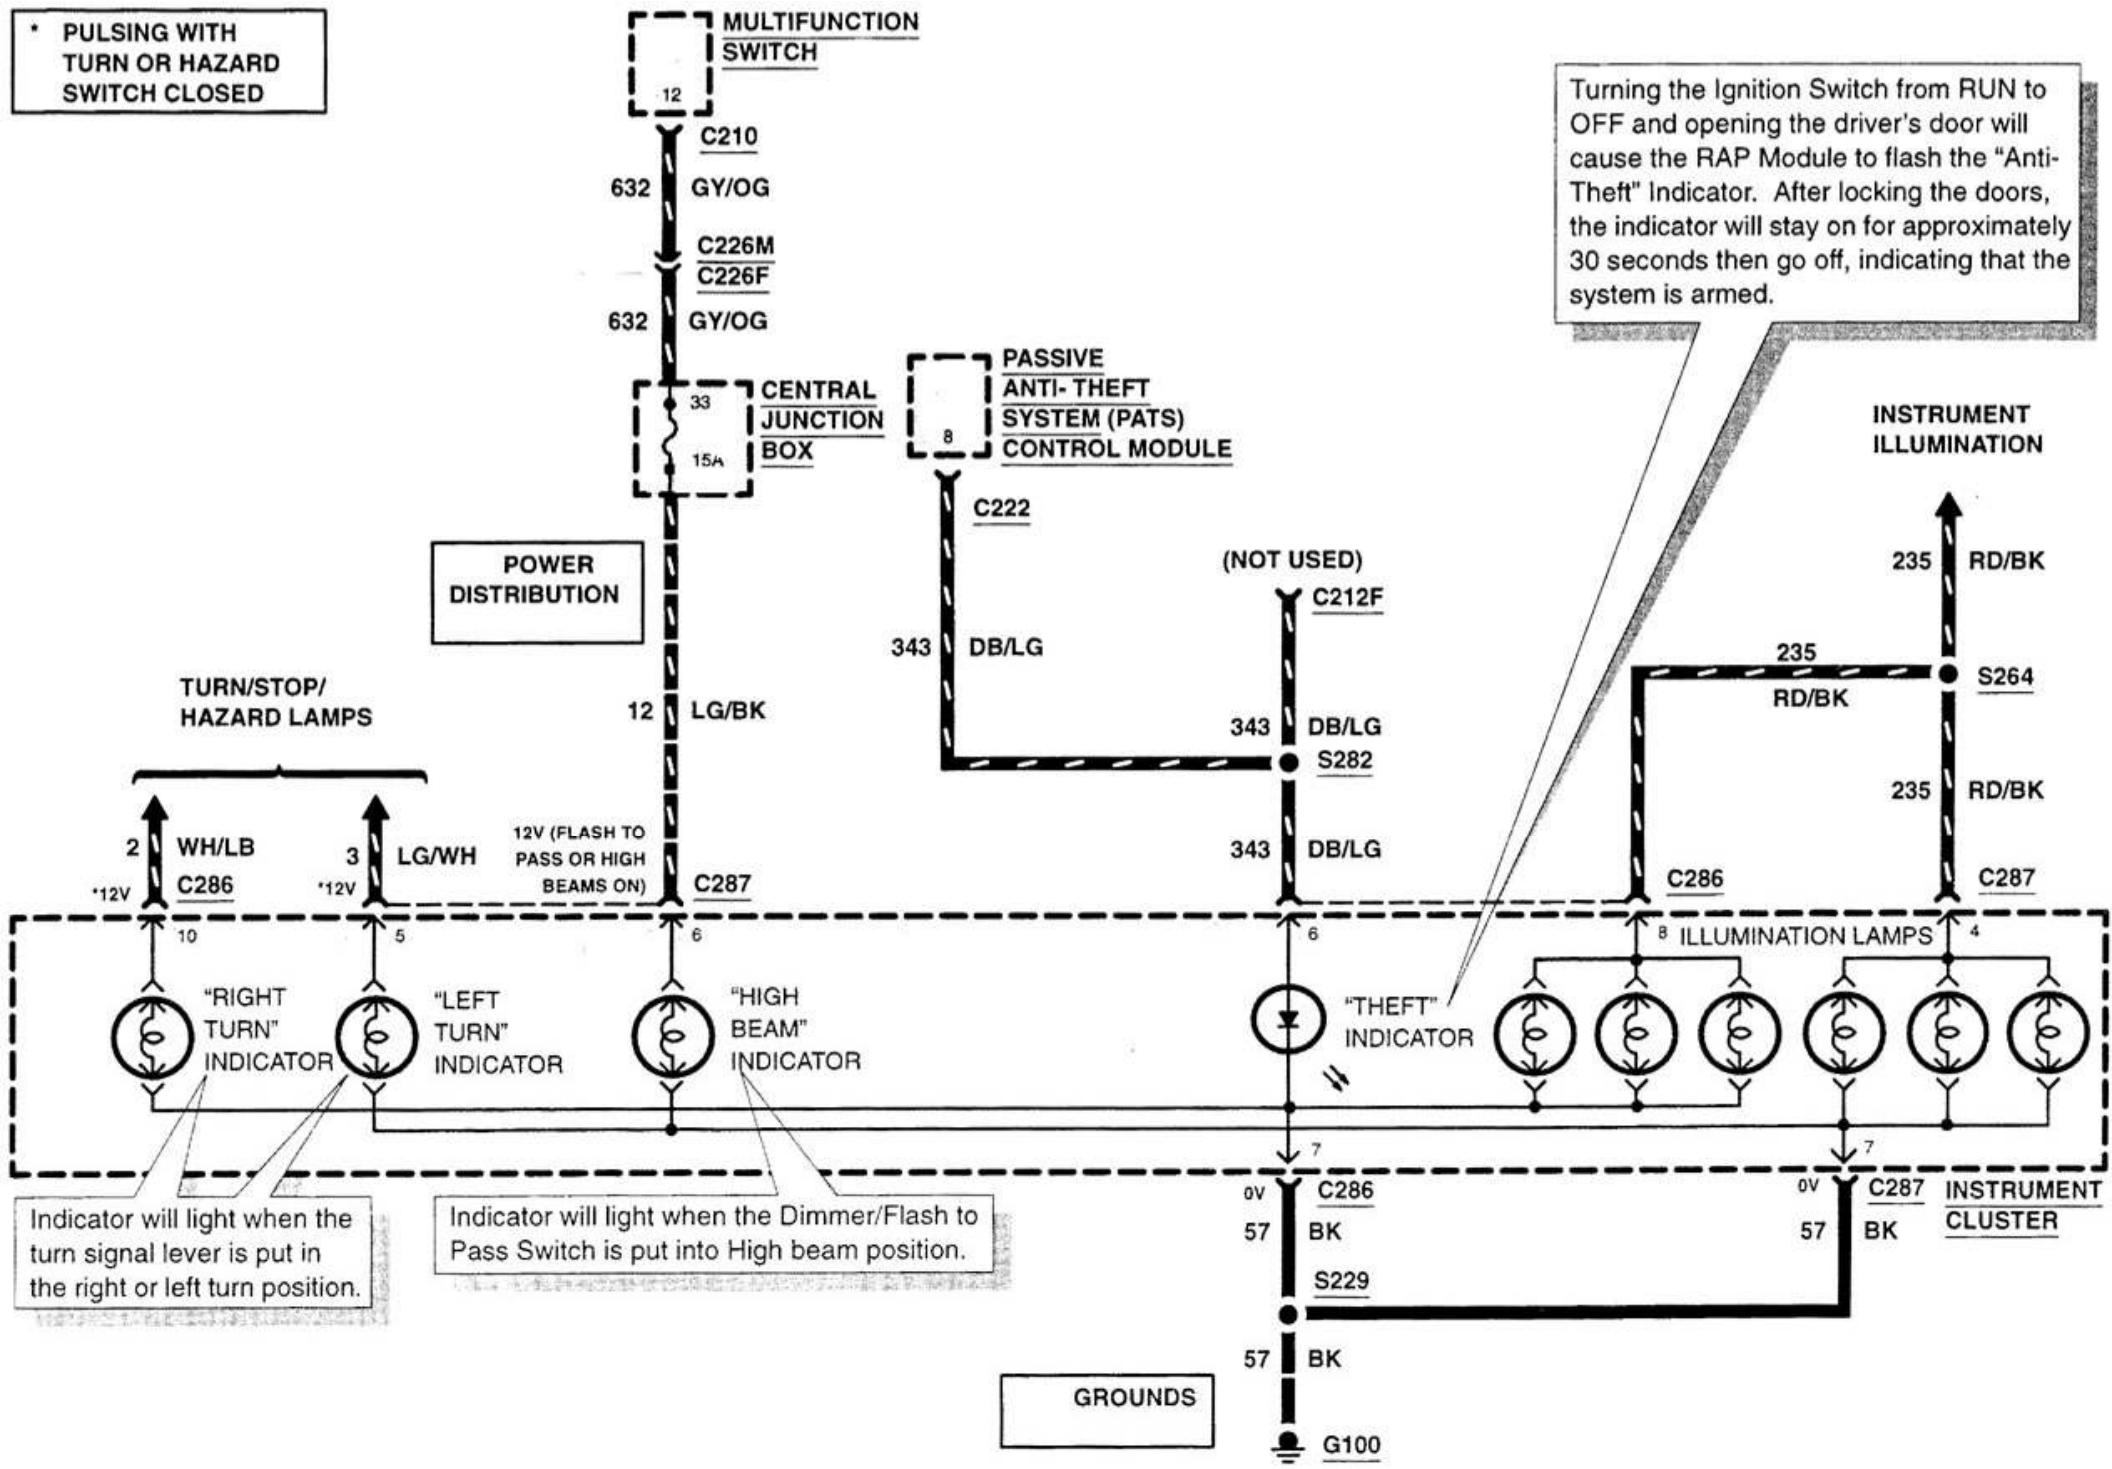 * PULSING WITH
TURN OR HAZARD
SWITCH CLOSED
MULTIFUNCTION
SWITCH
12
C210
632 GY/OG
C226M
C226F
632 GY/OG
33
15A
CENTRAL
JUNCTION
BOX
PASSIVE
ANTI- THEFT
SYSTEM (PATS)
CONTROL MODULE
8
C222
Turning the Ignition Switch from RUN to
OFF and opening the driver's door will
cause the RAP Module to flash the “Anti-
Theft" Indicator. After locking the doors,
the indicator will stay on for approximately
30 seconds then go off, indicating that the
system is armed.
INSTRUMENT
ILLUMINATION
POWER
DISTRIBUTION
(NOT USED)
C212F
235 RD/BK
343 DB/LG
235
RD/BK
S264
TURN/STOP/
HAZARD LAMPS
12 LG/BK
343 DB/LG
S282
235 RD/BK
2 WH/LB
*12V
C286
3 LG/WH
*12V
12V (FLASH TO
PASS OR HIGH
BEAMS ON)
C287
343 DB/LG
C286
C287
10
5
6
6
8
ILLUMINATION LAMPS
4
“RIGHT
TURN”
INDICATOR
“LEFT
TURN”
INDICATOR
“HIGH
BEAM”
INDICATOR
“THEFT”
INDICATOR
7
7
Indicator will light when the
turn signal lever is put in
the right or left turn position.
Indicator will light when the Dimmer/Flash to
Pass Switch is put into High beam position.
0V C286
57 BK
0V C287
57 BK
INSTRUMENT
CLUSTER
S229
57 BK
GROUNDS
G100